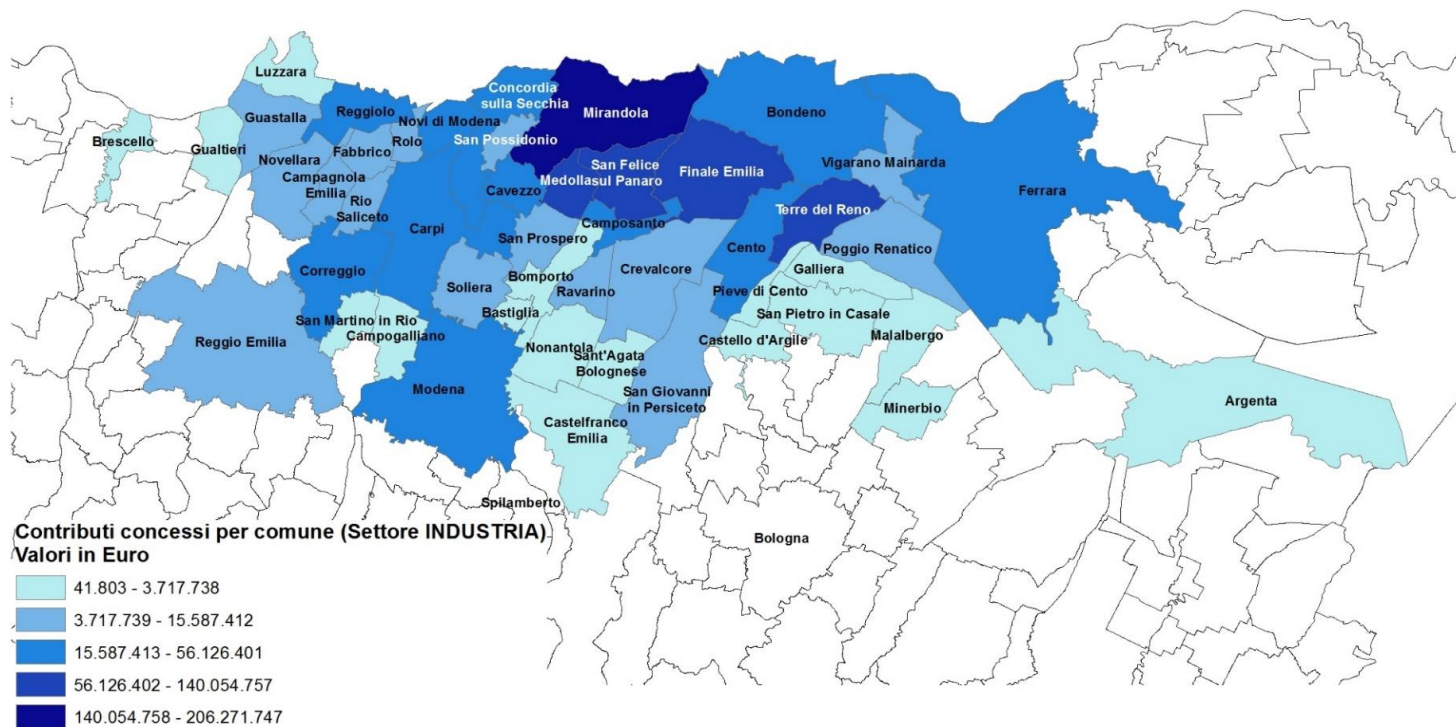 Luzzara
Concordia
sulla Secchia
Mirandola
Reggiolo
Bondeno
Guastalla
Novi di Modena
Brescello
Gualtieri
Fabbrico
Rolo
San Possidonio
Novellara
Campagnola
Emilia
San Felice
sul Panaro
Medolla
Finale Emilia
Vigarano Mainarda
Cavezzo
Ferrara
Rio
Saliceto
Terre del Reno
Carpi
Camposanto
San Prospero
Cento
Poggio Renatico
Correggio
Crevalcore
Galliera
Bomporto
Soliera
Ravarino
Pieve di Cento
Bastiglia
San Pietro in Casale
San Martino in Rio
Campogalliano
Reggio Emilia
Castello d'Argile
Malalbergo
Nonantola
Sant'Agata
Bolognese
Modena
San Giovanni
in Persiceto
Minerbio
Argenta
Castelfranco
Emilia
Spilamberto
Bologna
Contributi concessi per comune (Settore INDUSTRIA)
Valori in Euro
41.803 - 3.717.738
3.717.739 - 15.587.412
15.587.413 - 56.126.401
56.126.402 - 140.054.757
140.054.758 - 206.271.747